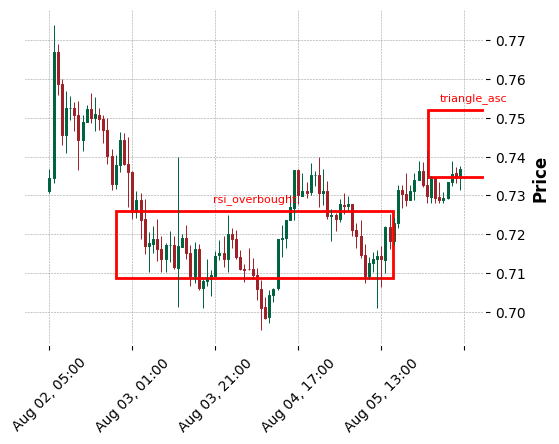 0.77
0.76
triangle_asc
0.75
0.74
0.73
rsi_overbought
0.72
0.71
0.70
Price
Aug 02, 05:00
Aug 03, 01:00
Aug 03, 21:00
Aug 04, 17:00
Aug 05, 13:00